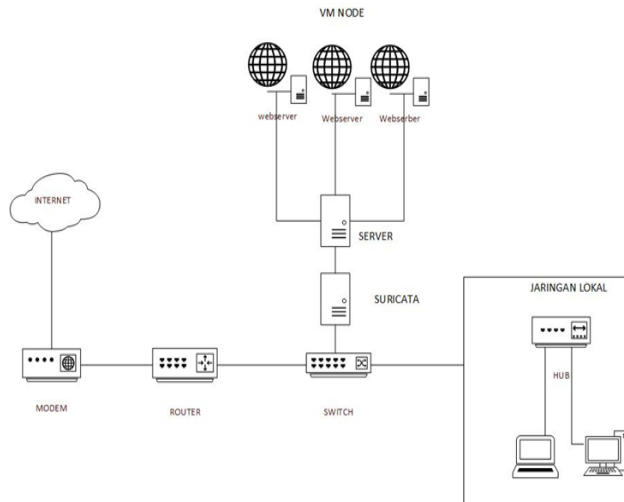 VM NODE
webserver
Webserver
Webserber
INTERNET
SERVER
SURICATA
JARINGAN LOKAL
HUB
MODEM
ROUTER
SWITCH